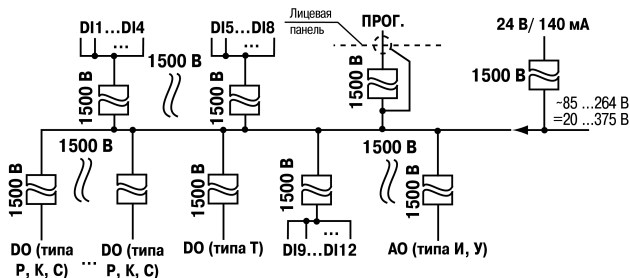 DI1...DI4
...
1500 В
1500 В
DI5...DI8
...
1500 В
Лицевая
панель
ПРОГ.
1500 В
24 В/ 140 мА
1500 В
~85 ...264 В
=20 ...375 В
1500 В
1500 В
1500 В
1500 В
1500 В
1500 В
1500 В
DO (типа
Р, К, С)
...
DO (типа
Р, К, С)
DO (типа Т)
...
DI9...DI12
АО (типа И, У)